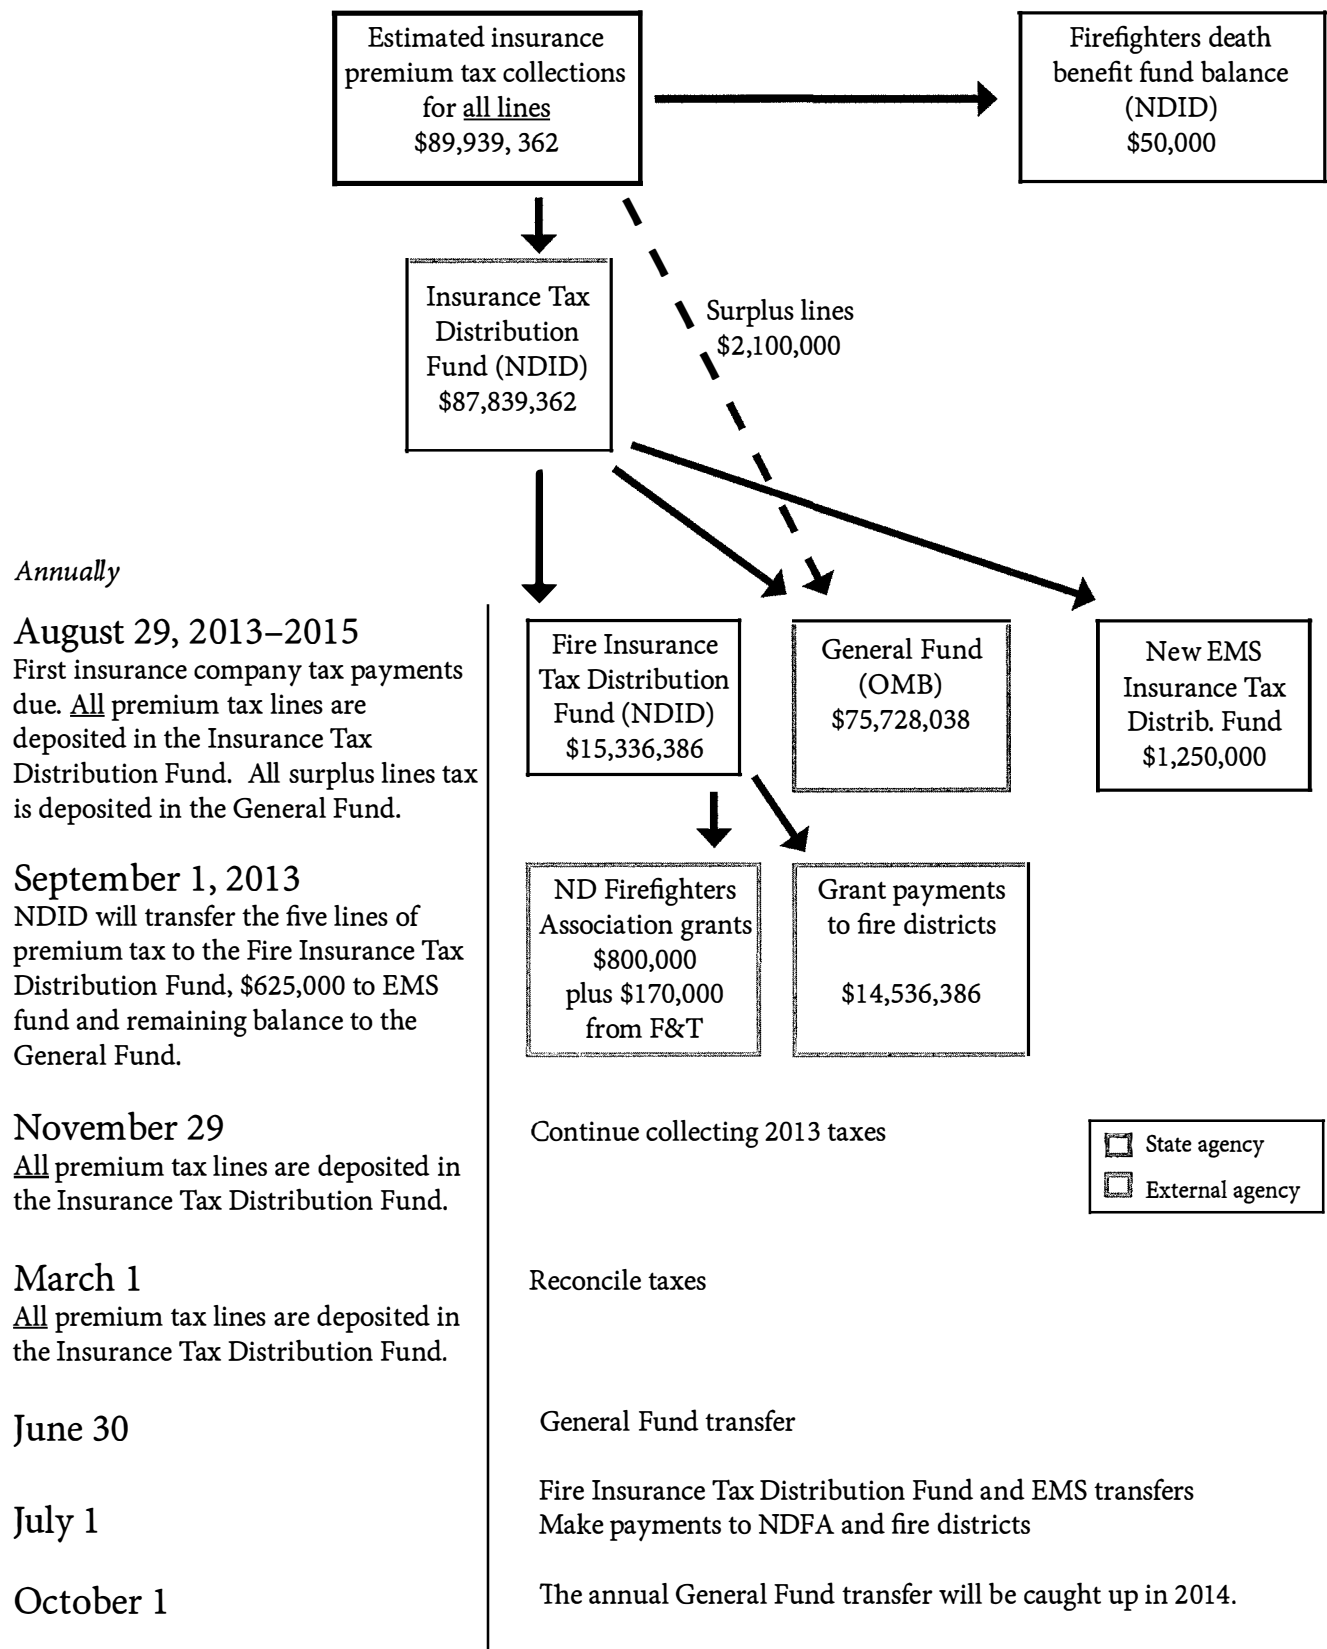 Estimated insurance
premium tax collections
for all lines
$89,939, 362
Firefighters death
benefit fund balance
(NDID)
$50,000
Insurance Tax
Distribution
Fund (NDID)
$87,839,362
Surplus lines
$2,100,000
Annually
August 29, 2013–2015
First insurance company tax payments
due. All premium tax lines are
deposited in the Insurance Tax
Distribution Fund. All surplus lines tax
is deposited in the General Fund.
Fire Insurance
Tax Distribution
Fund (NDID)
$15,336,386
General Fund
(OMB)
$75,728,038
New EMS
Insurance Tax
Distrib. Fund
$1,250,000
September 1, 2013
NDID will transfer the five lines of
premium tax to the Fire Insurance Tax
Distribution Fund, $625,000 to EMS
fund and remaining balance to the
General Fund.
ND Firefighters
Association grants
$800,000
plus $170,000
from F&T
Grant payments
to fire districts
$14,536,386
November 29
All premium tax lines are deposited in
the Insurance Tax Distribution Fund.
Continue collecting 2013 taxes
State agency
External agency
March 1
All premium tax lines are deposited in
the Insurance Tax Distribution Fund.
Reconcile taxes
June 30
General Fund transfer
July 1
Fire Insurance Tax Distribution Fund and EMS transfers
Make payments to NDFA and fire districts
October 1
The annual General Fund transfer will be caught up in 2014.